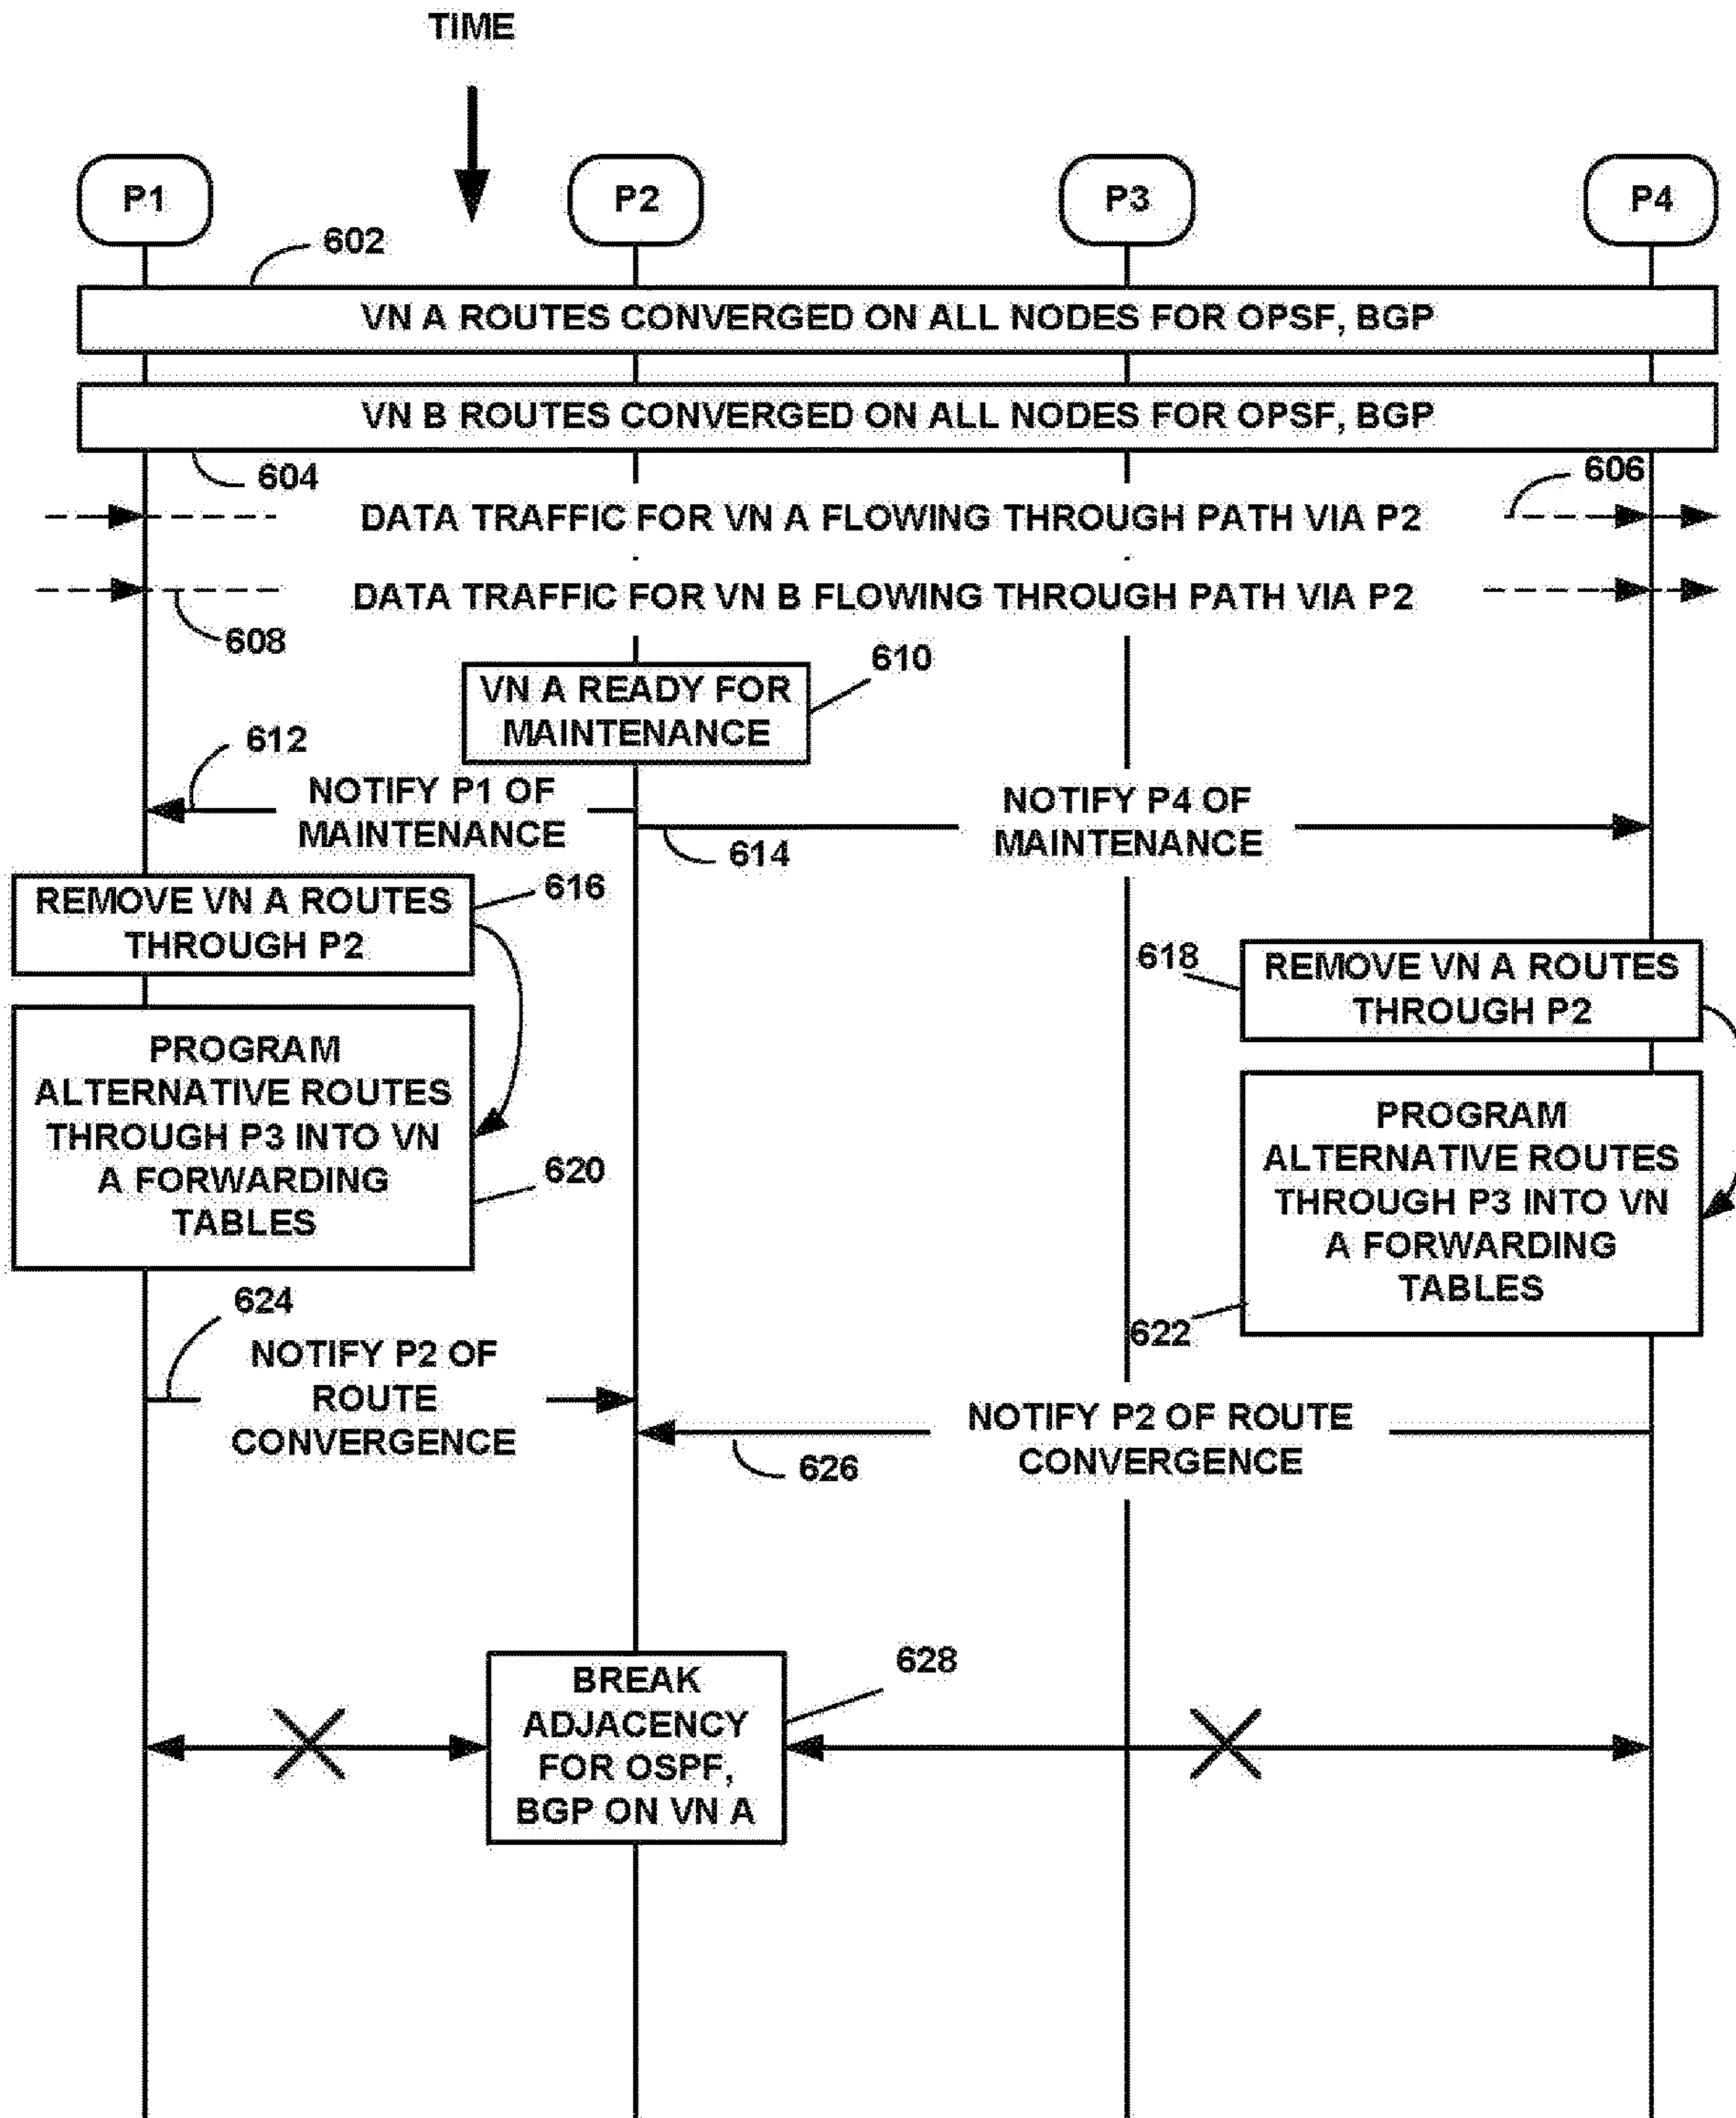 TIME
P1
P2
P3
P4
602
VN A ROUTES CONVERGED ON ALL NODES FOR OPSF, BGP
VN B ROUTES CONVERGED ON ALL NODES FOR OPSF, BGP
604
606
DATA TRAFFIC FOR VN A FLOWING THROUGH PATH VIA P2
DATA TRAFFIC FOR VN B FLOWING THROUGH PATH VIA P2
608
610
VN A READY FOR
MAINTENANCE
612
NOTIFY P1 OF
MAINTENANCE
NOTIFY P4 OF
MAINTENANCE
614
616
REMOVE VN A ROUTES
THROUGH P2
618
REMOVE VN A ROUTES
THROUGH P2
PROGRAM
ALTERNATIVE ROUTES
THROUGH P3 INTO VN
A FORWARDING
TABLES
620
PROGRAM
ALTERNATIVE ROUTES
THROUGH P3 INTO VN
A FORWARDING
TABLES
622
624
NOTIFY P2 OF
ROUTE
CONVERGENCE
NOTIFY P2 OF ROUTE
CONVERGENCE
626
628
BREAK
ADJACENCY
FOR OSPF,
BGP ON VN A